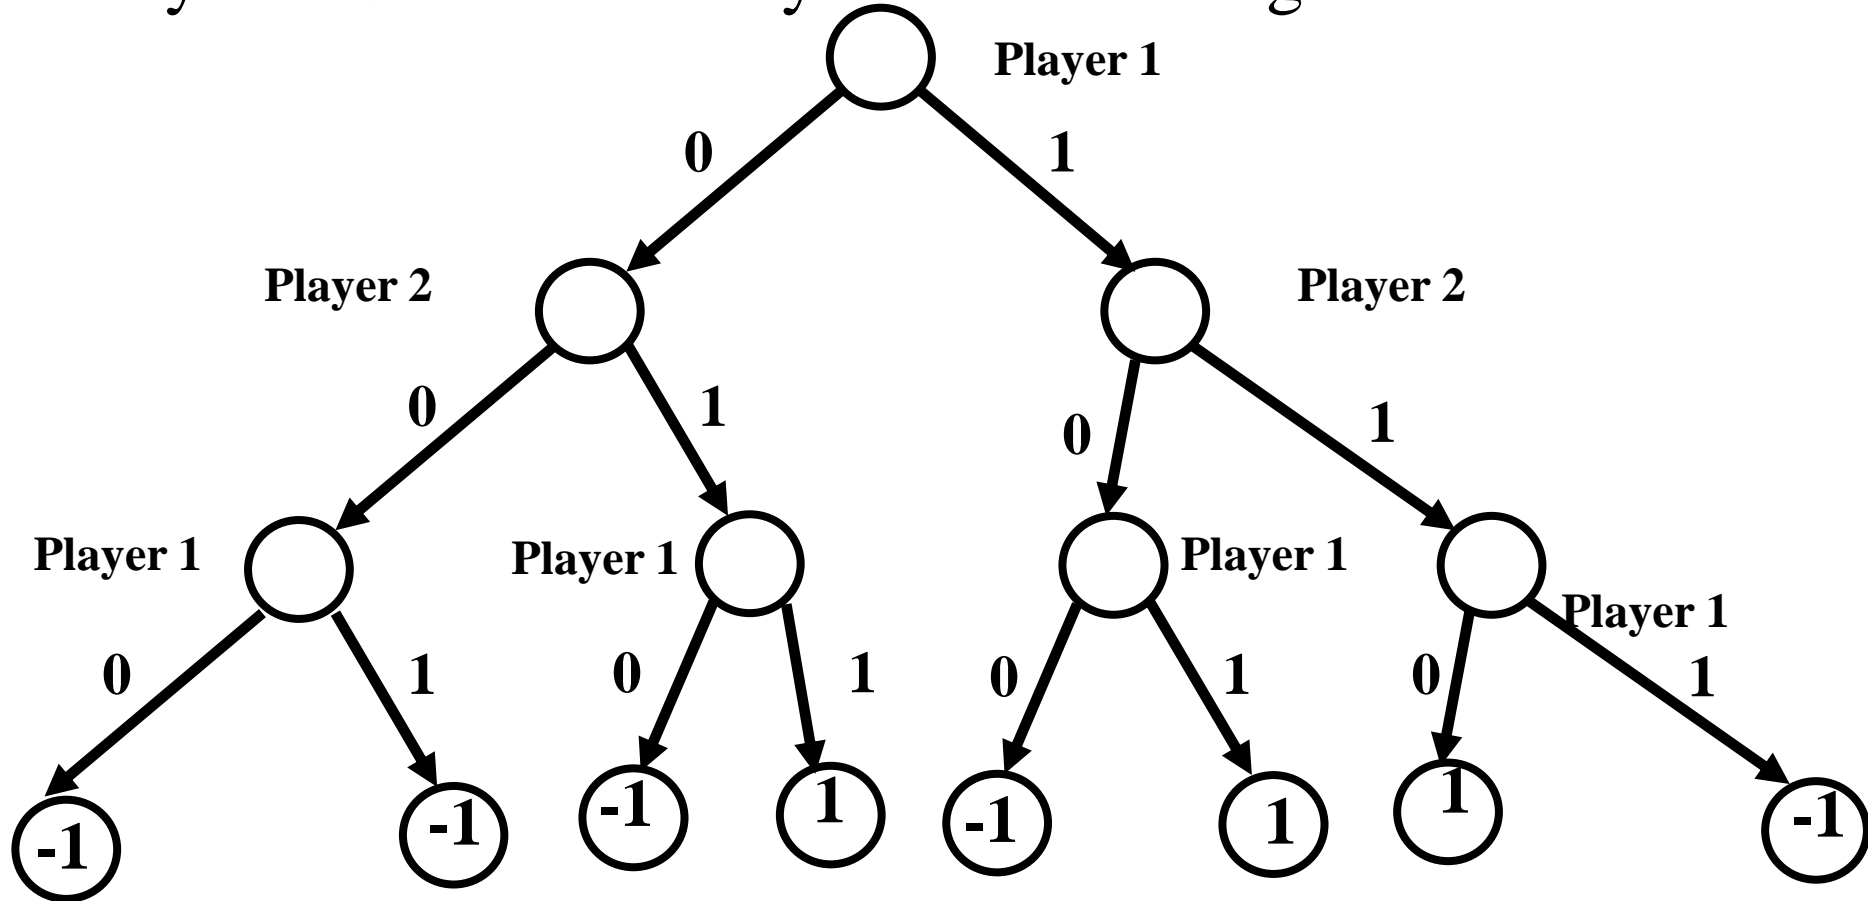 Player 1
0 1
Player 2 Player 2
0 1 0 1
Player 1 Player 1 Player 1 Player 1
0 1 0 1 0 1 0 1
-1 -1 -1 1 -1 1 1 -1